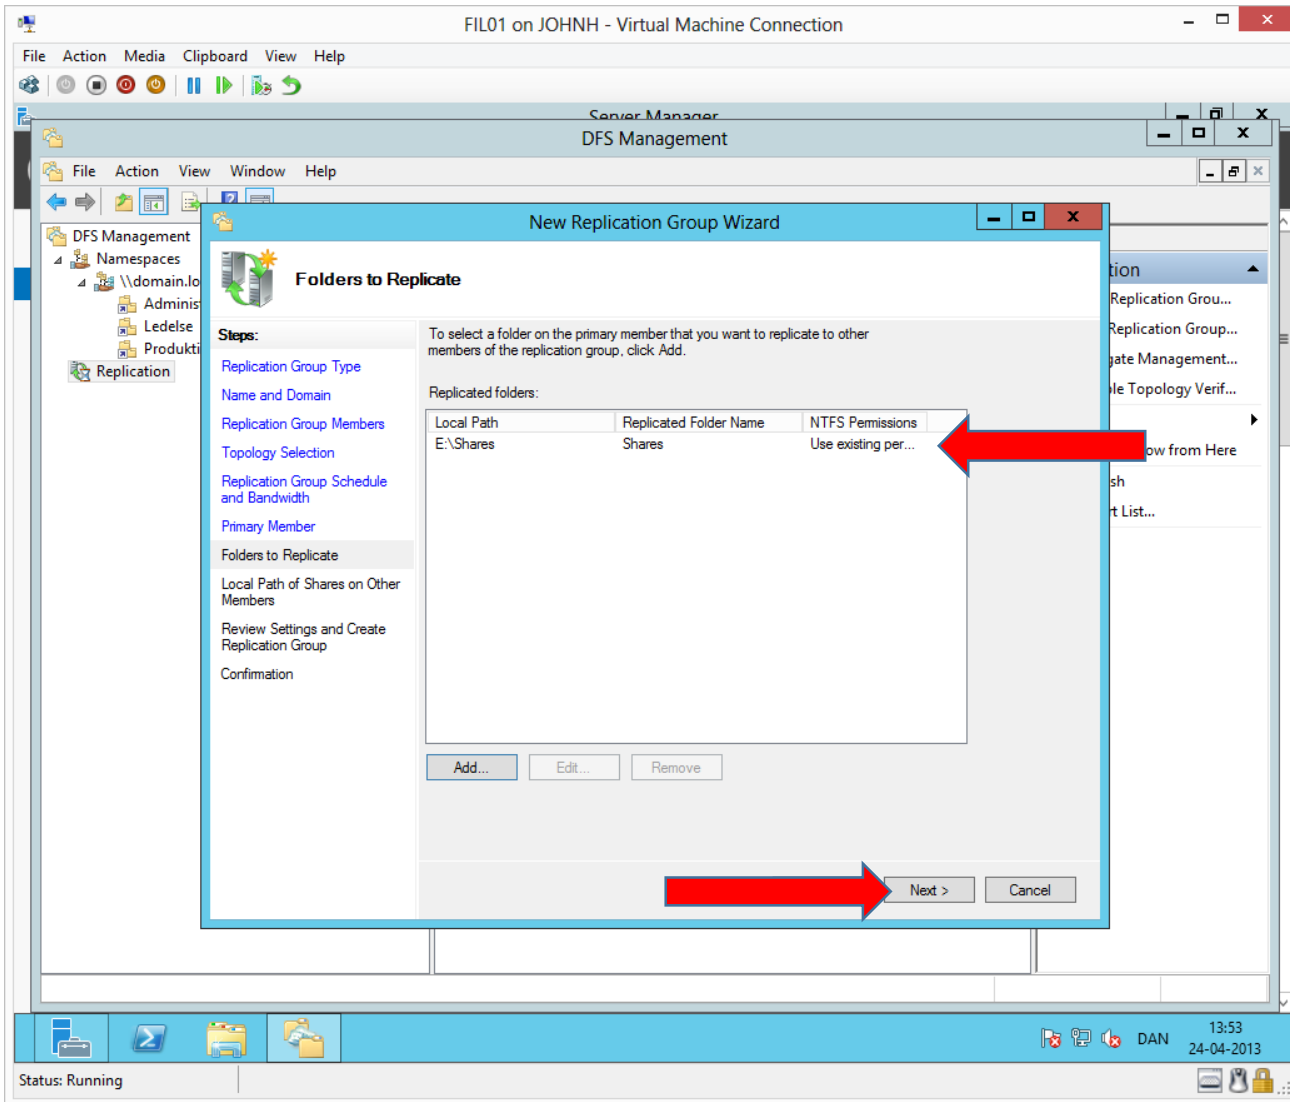 FIL01 on JOHNH - Virtual Machine Connection
File Action Media Clipboard View Help
Server Manager
DFS Management
File Action View Window Help
New Replication Group Wizard
DFS Management
Namespaces
\\domain.lo
Adminis
Ledelse
Produkti
Replication
Folders to Replicate
Steps:
Replication Group Type
Name and Domain
Replication Group Members
Topology Selection
Replication Group Schedule
and Bandwidth
Primary Member
Folders to Replicate
Local Path of Shares on Other
Members
Review Settings and Create
Replication Group
Confirmation
To select a folder on the primary member that you want to replicate to other
members of the replication group, click Add.
Replicated folders:
Local Path Replicated Folder Name NTFS Permissions
E:\Shares Shares Use existing per...
Add... Edit... Remove
Next > Cancel
tion
Replication Grou...
Replication Group...
gate Management...
le Topology Verif...
ow from Here
sh
rt List...
DAN
13:53
24-04-2013
Status: Running